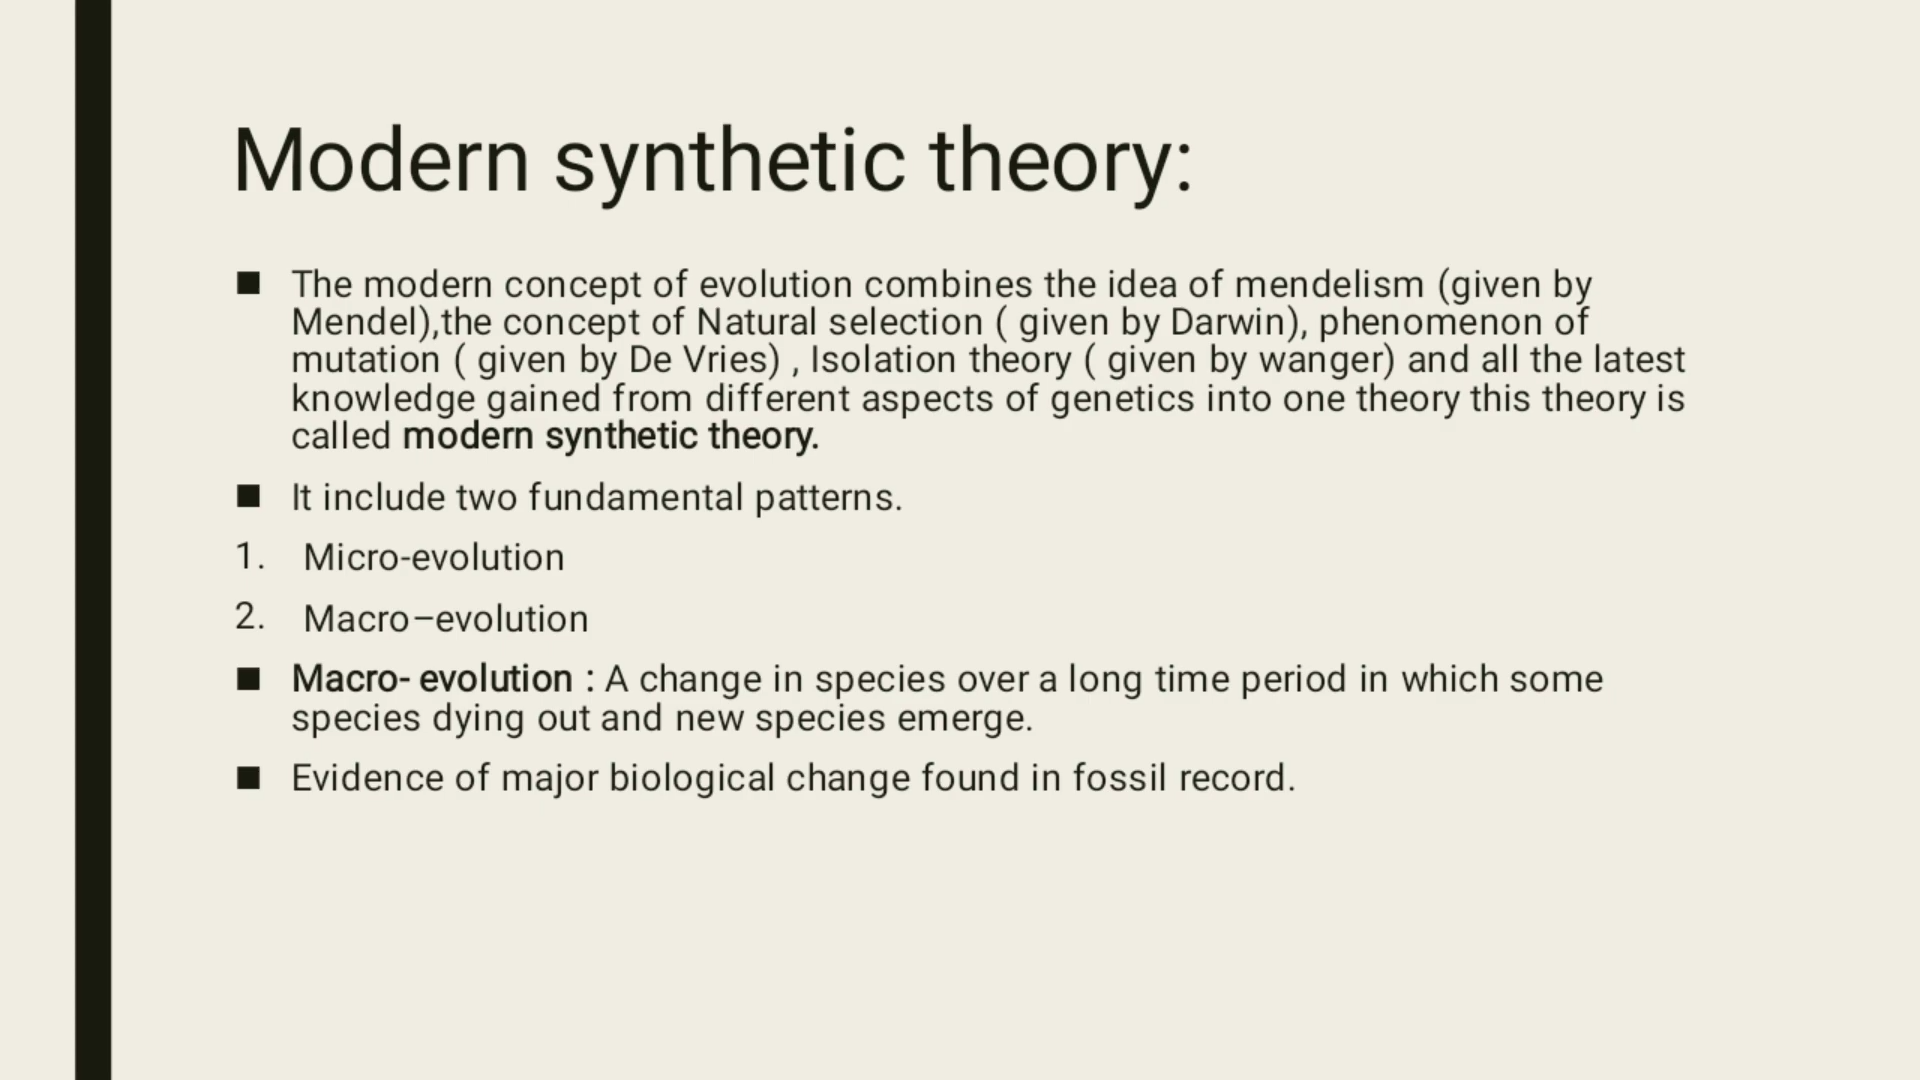 Modern synthetic theory:
■ The modern concept of evolution combines the idea of mendelism (given by
Mendel),the concept of Natural selection ( given by Darwin), phenomenon of
mutation ( given by De Vries) , Isolation theory ( given by wanger) and all the latest
knowledge gained from different aspects of genetics into one theory this theory is
called modern synthetic theory.
■ It include two fundamental patterns.
1. Micro-evolution
2. Macro–evolution
■ Macro- evolution : A change in species over a long time period in which some
species dying out and new species emerge.
■ Evidence of major biological change found in fossil record.